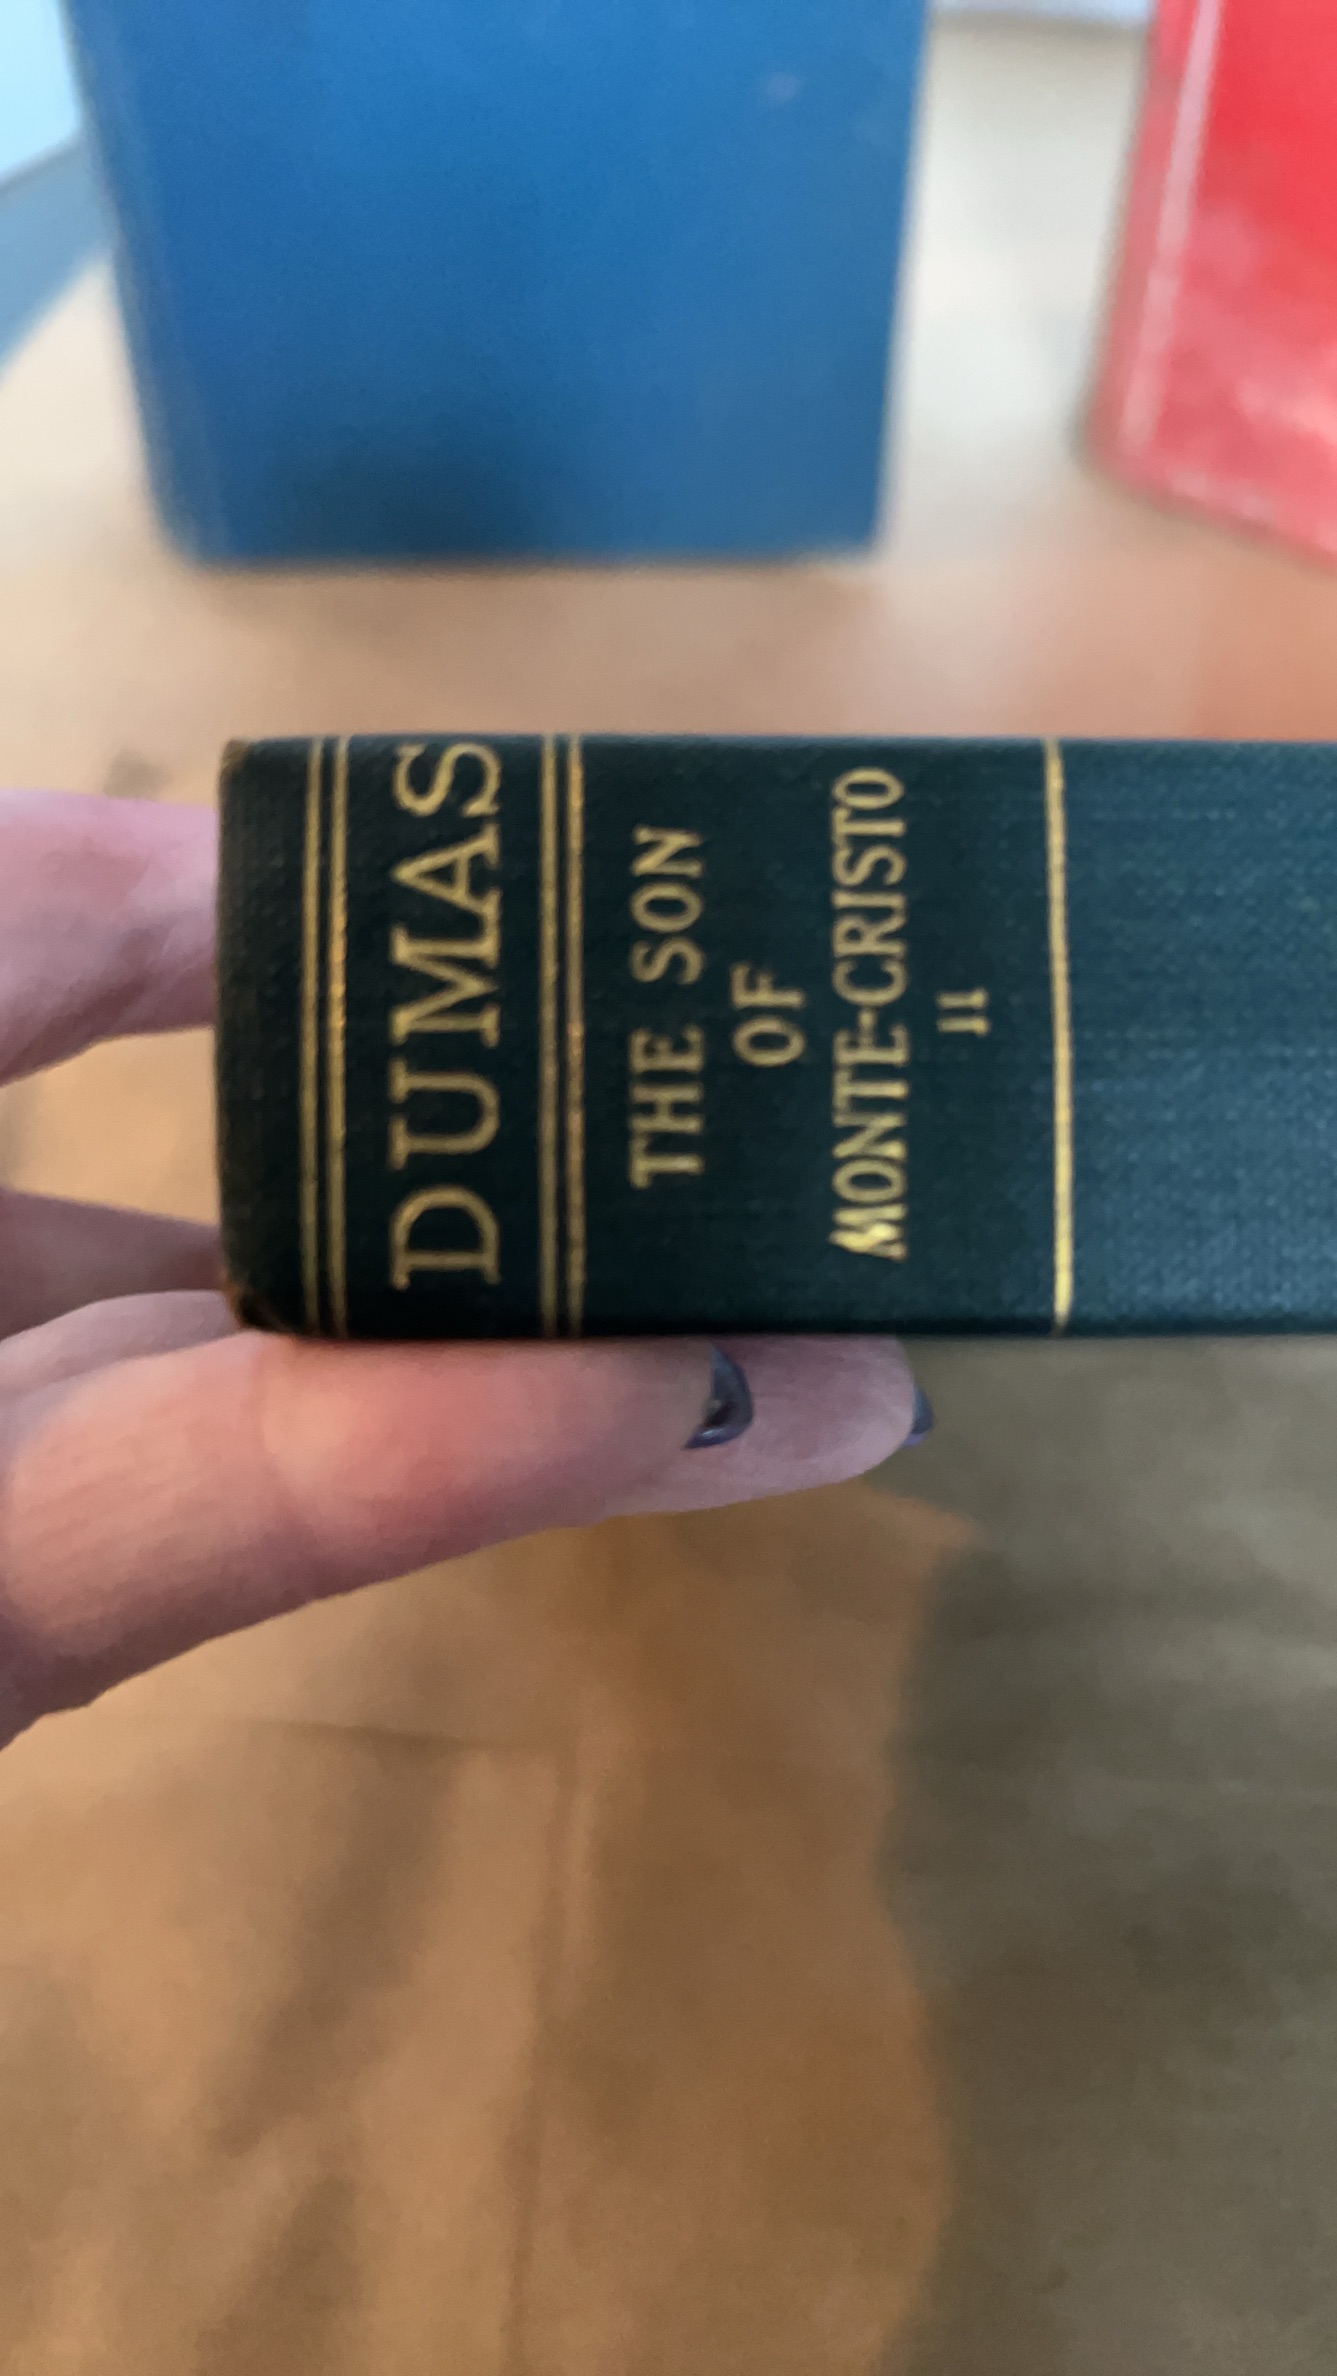 DUMAS
THE SON
OF
MONTE-CRISTO
II